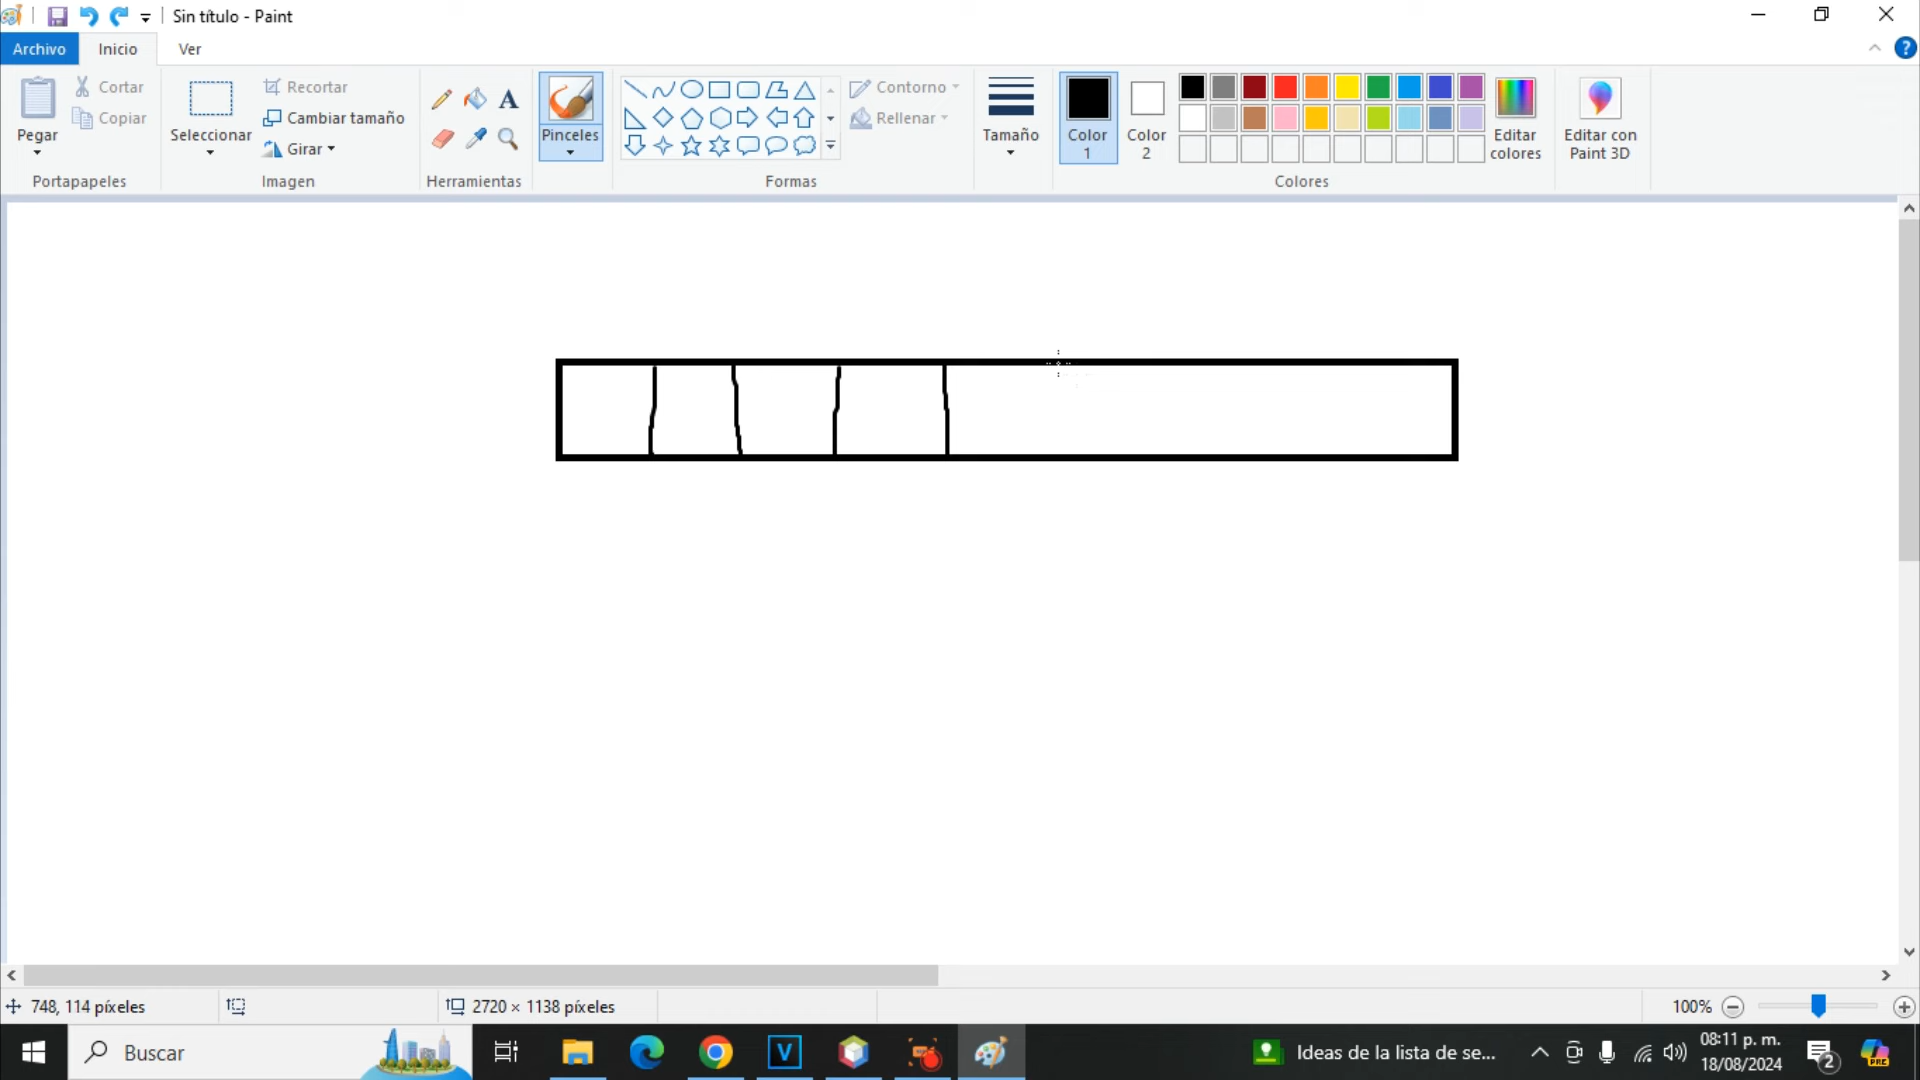 Sin título - Paint
Archivo Inicio Ver
Pegar
Cortar
Copiar
Portapapeles
Seleccionar
Recortar
Cambiar tamaño
Girar
Imagen
A
Herramientas
Pinceles
Contorno
Rellenar
Formas
Tamaño
Color
1
Color
2
Colores
Editar
colores
Editar con
Paint 3D
748, 114 píxeles
2720 × 1138 píxeles
100%
Buscar
V
Ideas de la lista de se...
08:11 p. m.
18/08/2024
2
PRE